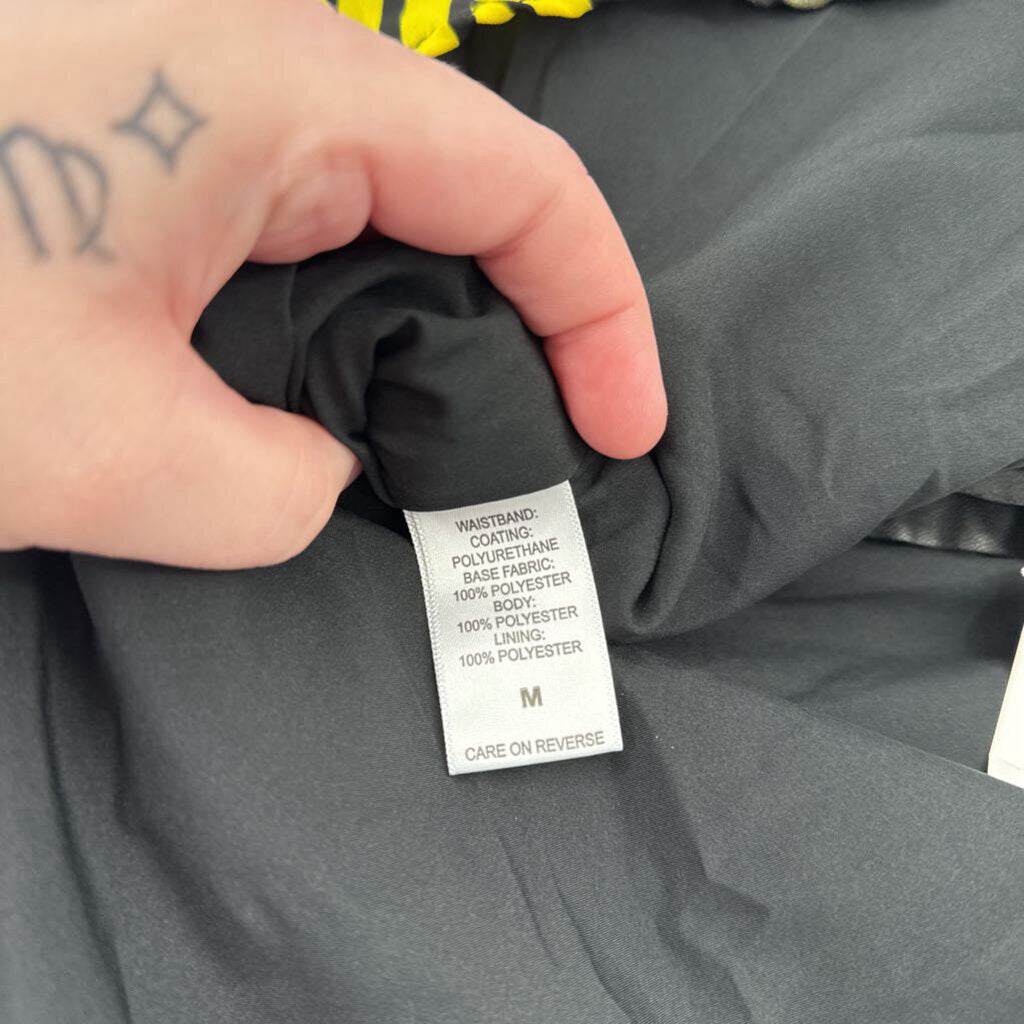 WAISTBAND:
COATING:
POLYURETHANE
BASE FABRIC:
100% POLYESTER
BODY:
100% POLYESTER
LINING:
100% POLYESTER
M
CARE ON REVERSE